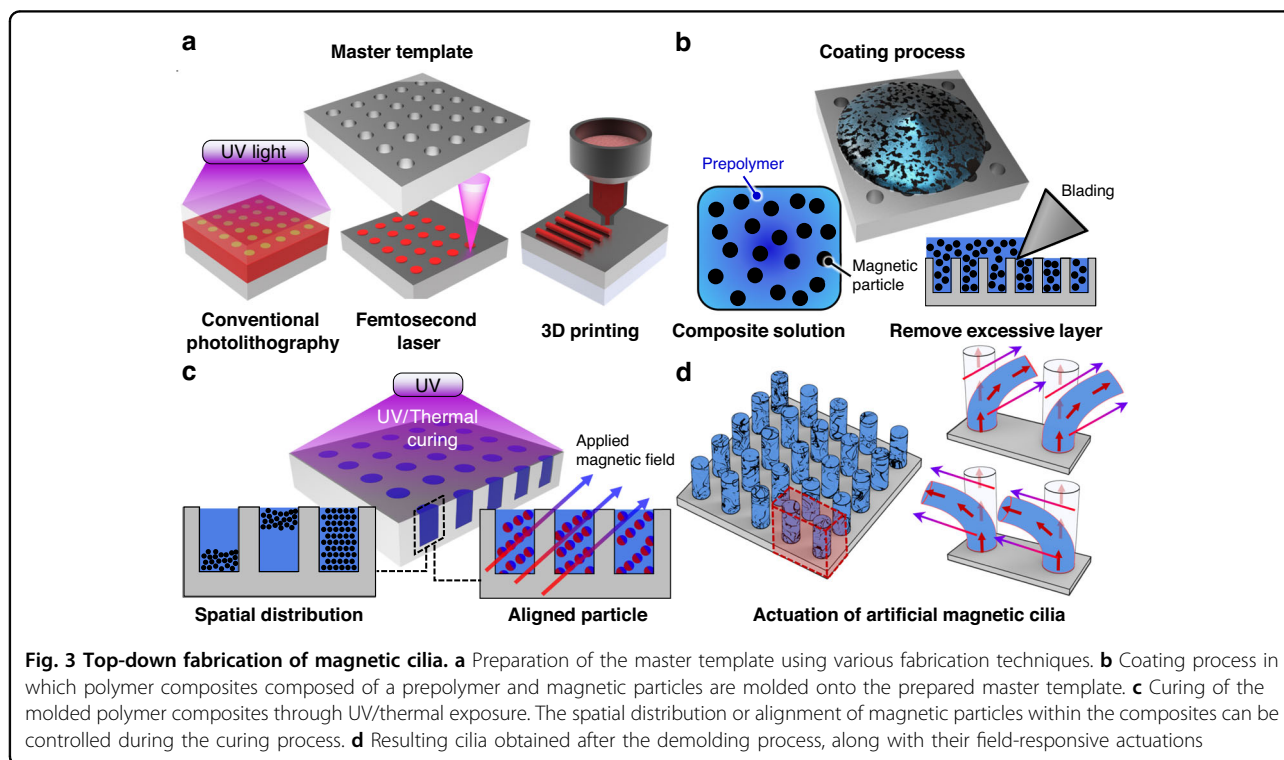 a
Master template
UV light
Conventional
photolithography
Femtosecond
laser
3D printing
b
Coating process
Prepolymer
Blading
Magnetic
particle
Composite solution
Remove excessive layer
c
UV
UV/Thermal
curing
Applied
magnetic field
Spatial distribution
Aligned particle
d
Actuation of artificial magnetic cilia
Fig. 3 Top-down fabrication of magnetic cilia. a Preparation of the master template using various fabrication techniques. b Coating process in
which polymer composites composed of a prepolymer and magnetic particles are molded onto the prepared master template. c Curing of the
molded polymer composites through UV/thermal exposure. The spatial distribution or alignment of magnetic particles within the composites can be
controlled during the curing process. d Resulting cilia obtained after the demolding process, along with their field-responsive actuations